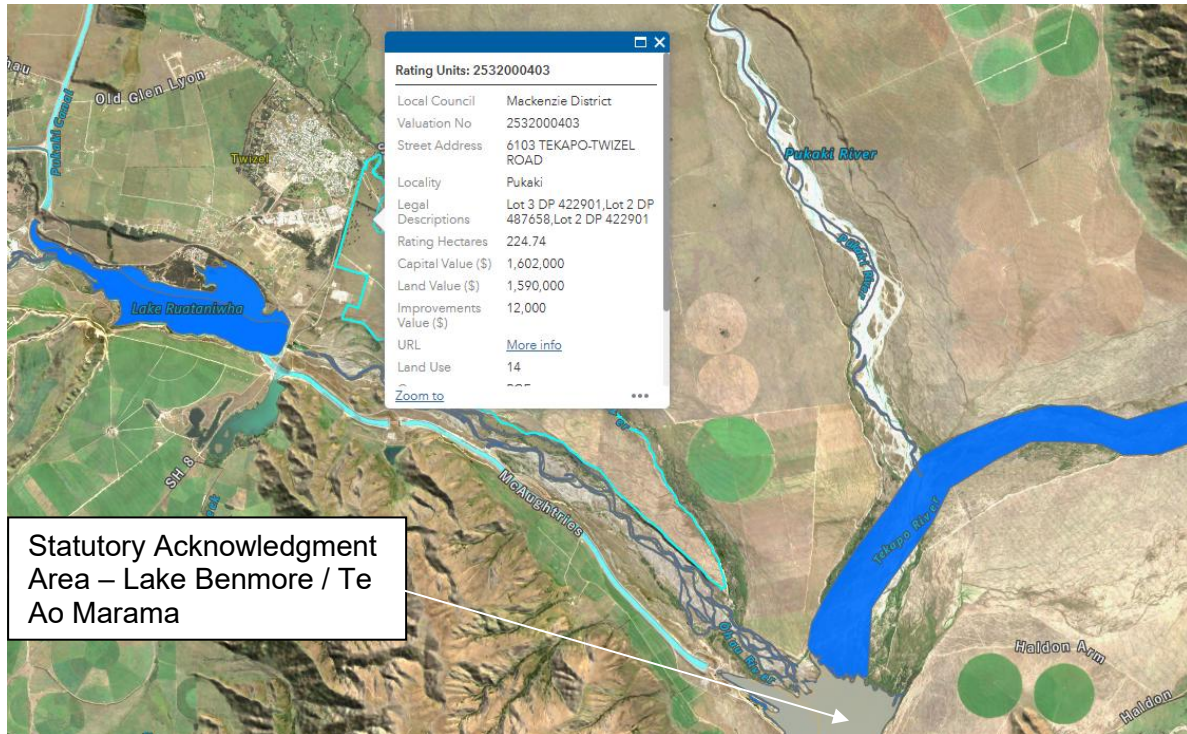 hau
Old Glen Lyon
Pukaki Canal
Twizel
Lake Ruataniwha
SH 8
Rating Units: 2532000403
Local Council Mackenzie District
Valuation No 2532000403
Street Address 6103 TEKAPO-TWIZEL
ROAD
Locality Pukaki
Legal Lot 3 DP 422901,Lot 2 DP
Descriptions 487658,Lot 2 DP 422901
Rating Hectares 224.74
Capital Value ($) 1,602,000
Land Value ($) 1,590,000
Improvements 12,000
Value ($)
URL More info
Land Use 14
Zoom to
Pukaki River
Pukaki River
McAughtries
Tekapo River
Ohau River
Haldon Arm
Haldon
Statutory Acknowledgment
Area – Lake Benmore / Te
Ao Marama